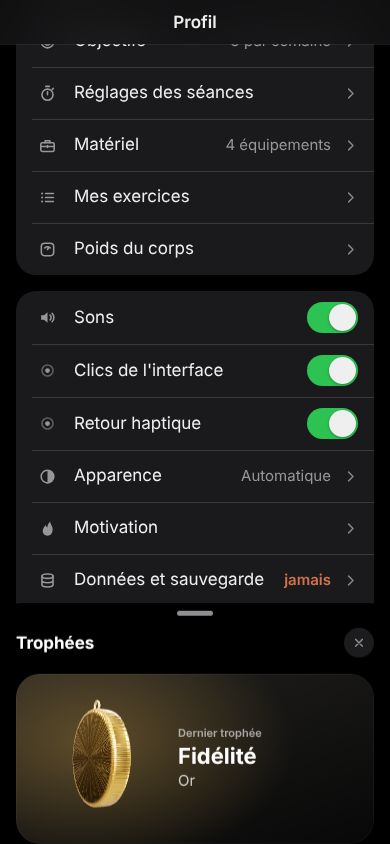 Profil
Objectif
Réglages des séances
Matériel 4 équipements
Mes exercices
Poids du corps
Sons
Clics de l'interface
Retour haptique
Apparence Automatique
Motivation
Données et sauvegarde jamais
Trophées
Dernier trophée
Fidélité
Or